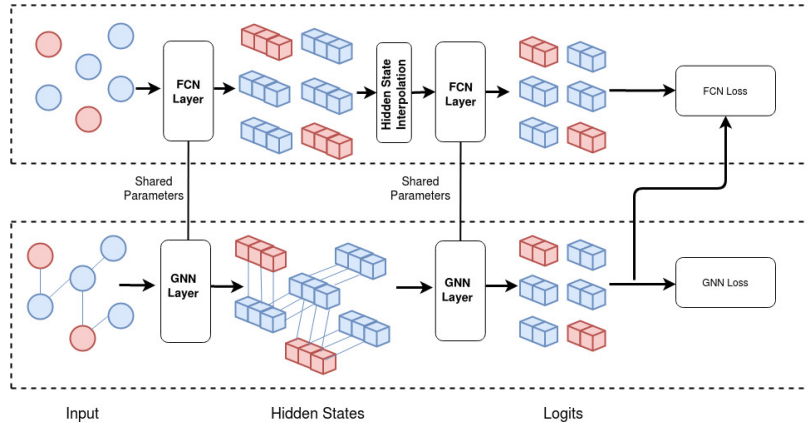 FCN
Layer
Hidden State
Interpolation
FCN
Layer
FCN Loss
Shared
Parameters
Shared
Parameters
GNN
Layer
GNN
Layer
GNN Loss
Input
Hidden States
Logits